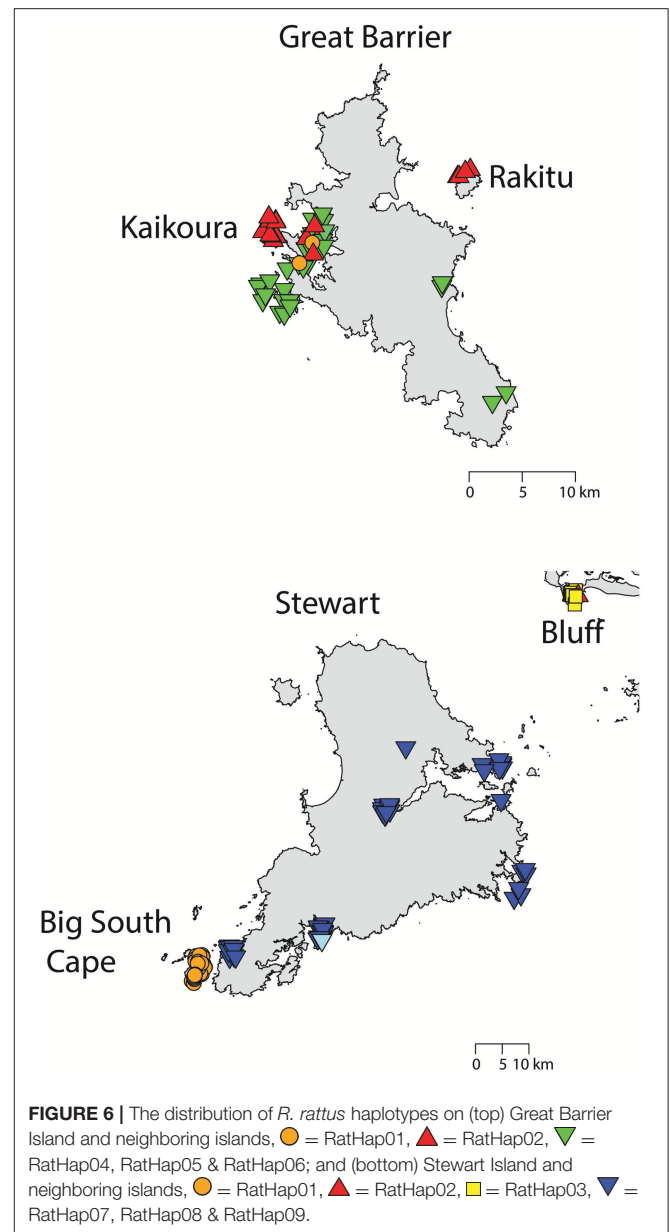 Great Barrier
Rakitu
Kaikoura
0 5 10 km
Stewart
Bluff
Big South
Cape
0 5 10 km
FIGURE 6 | The distribution of R. rattus haplotypes on (top) Great Barrier
Island and neighboring islands, = RatHap01, = RatHap02, =
RatHap04, RatHap05 & RatHap06; and (bottom) Stewart Island and
neighboring islands, = RatHap01, = RatHap02, = RatHap03, =
RatHap07, RatHap08 & RatHap09.